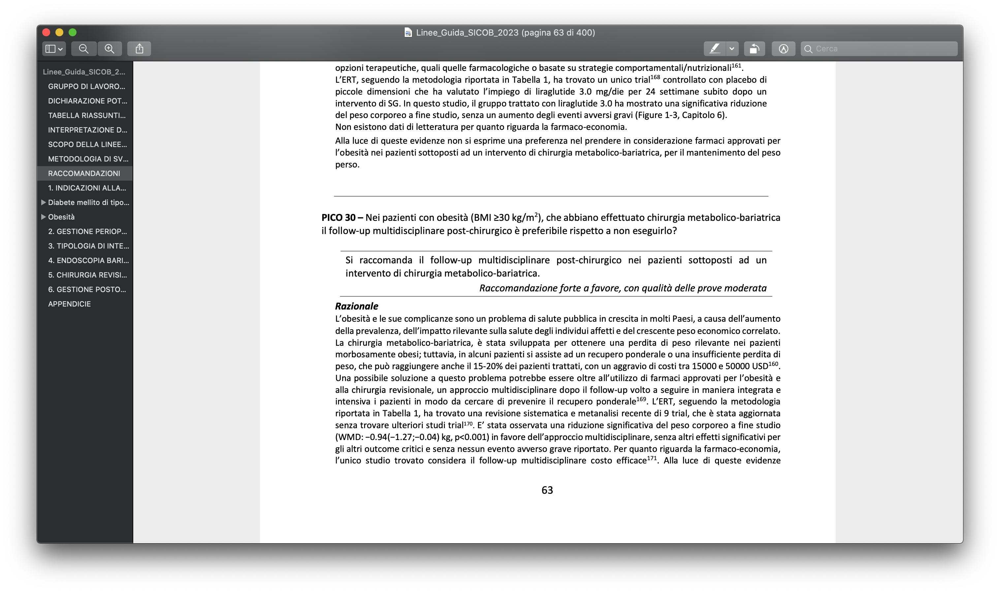 Linee_Guida_SICOB_2023 (pagina 63 di 400)
Cerca
Linee_Guida_SICOB_2...
GRUPPO DI LAVORO...
DICHIARAZIONE POT...
TABELLA RIASSUNTI...
INTERPRETAZIONE D...
SCOPO DELLA LINEE...
METODOLOGIA DI SV...
RACCOMANDAZIONI
1. INDICAZIONI ALLA...
Diabete mellito di tipo...
Obesità
2. GESTIONE PERIOP...
3. TIPOLOGIA DI INTE...
4. ENDOSCOPIA BARI...
5. CHIRURGIA REVISI...
6. GESTIONE POSTO...
APPENDICIE
opzioni terapeutiche, quali quelle farmacologiche o basate su strategie comportamentali/nutrizionali¹⁶¹.
L’ERT, seguendo la metodologia riportata in Tabella 1, ha trovato un unico trial¹⁶⁸ controllato con placebo di
piccole dimensioni che ha valutato l’impiego di liraglutide 3.0 mg/die per 24 settimane subito dopo un
intervento di SG. In questo studio, il gruppo trattato con liraglutide 3.0 ha mostrato una significativa riduzione
del peso corporeo a fine studio, senza un aumento degli eventi avversi gravi (Figure 1-3, Capitolo 6).
Non esistono dati di letteratura per quanto riguarda la farmaco-economia.
Alla luce di queste evidenze non si esprime una preferenza nel prendere in considerazione farmaci approvati per
l’obesità nei pazienti sottoposti ad un intervento di chirurgia metabolico-bariatrica, per il mantenimento del peso
perso.
PICO 30 – Nei pazienti con obesità (BMI ≥30 kg/m²), che abbiano effettuato chirurgia metabolico-bariatrica
il follow-up multidisciplinare post-chirurgico è preferibile rispetto a non eseguirlo?
Si raccomanda il follow-up multidisciplinare post-chirurgico nei pazienti sottoposti ad un
intervento di chirurgia metabolico-bariatrica.
Raccomandazione forte a favore, con qualità delle prove moderata
Razionale
L’obesità e le sue complicanze sono un problema di salute pubblica in crescita in molti Paesi, a causa dell’aumento
della prevalenza, dell’impatto rilevante sulla salute degli individui affetti e del crescente peso economico correlato.
La chirurgia metabolico-bariatrica, è stata sviluppata per ottenere una perdita di peso rilevante nei pazienti
morbosamente obesi; tuttavia, in alcuni pazienti si assiste ad un recupero ponderale o una insufficiente perdita di
peso, che può raggiungere anche il 15-20% dei pazienti trattati, con un aggravio di costi tra 15000 e 50000 USD¹⁶⁰.
Una possibile soluzione a questo problema potrebbe essere oltre all’utilizzo di farmaci approvati per l’obesità e
alla chirurgia revisionale, un approccio multidisciplinare dopo il follow-up volto a seguire in maniera integrata e
intensiva i pazienti in modo da cercare di prevenire il recupero ponderale¹⁶⁹. L’ERT, seguendo la metodologia
riportata in Tabella 1, ha trovato una revisione sistematica e metanalisi recente di 9 trial, che è stata aggiornata
senza trovare ulteriori studi trial¹⁷⁰. E’ stata osservata una riduzione significativa del peso corporeo a fine studio
(WMD: −0.94(−1.27;−0.04) kg, p<0.001) in favore dell’approccio multidisciplinare, senza altri effetti significativi per
gli altri outcome critici e senza nessun evento avverso grave riportato. Per quanto riguarda la farmaco-economia,
l’unico studio trovato considera il follow-up multidisciplinare costo efficace¹⁷¹. Alla luce di queste evidenze
63